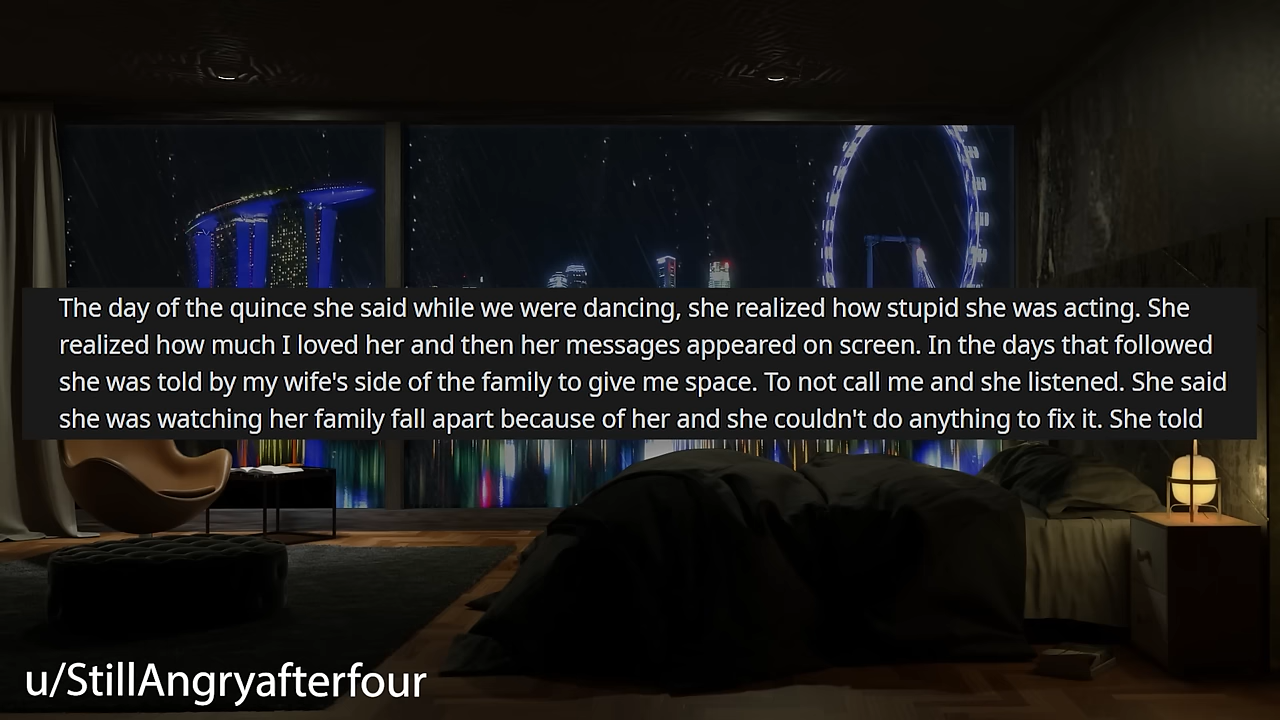 The day of the quince she said while we were dancing, she realized how stupid she was acting. She
realized how much I loved her and then her messages appeared on screen. In the days that followed
she was told by my wife's side of the family to give me space. To not call me and she listened. She said
she was watching her family fall apart because of her and she couldn't do anything to fix it. She told
u/StillAngryafterfour